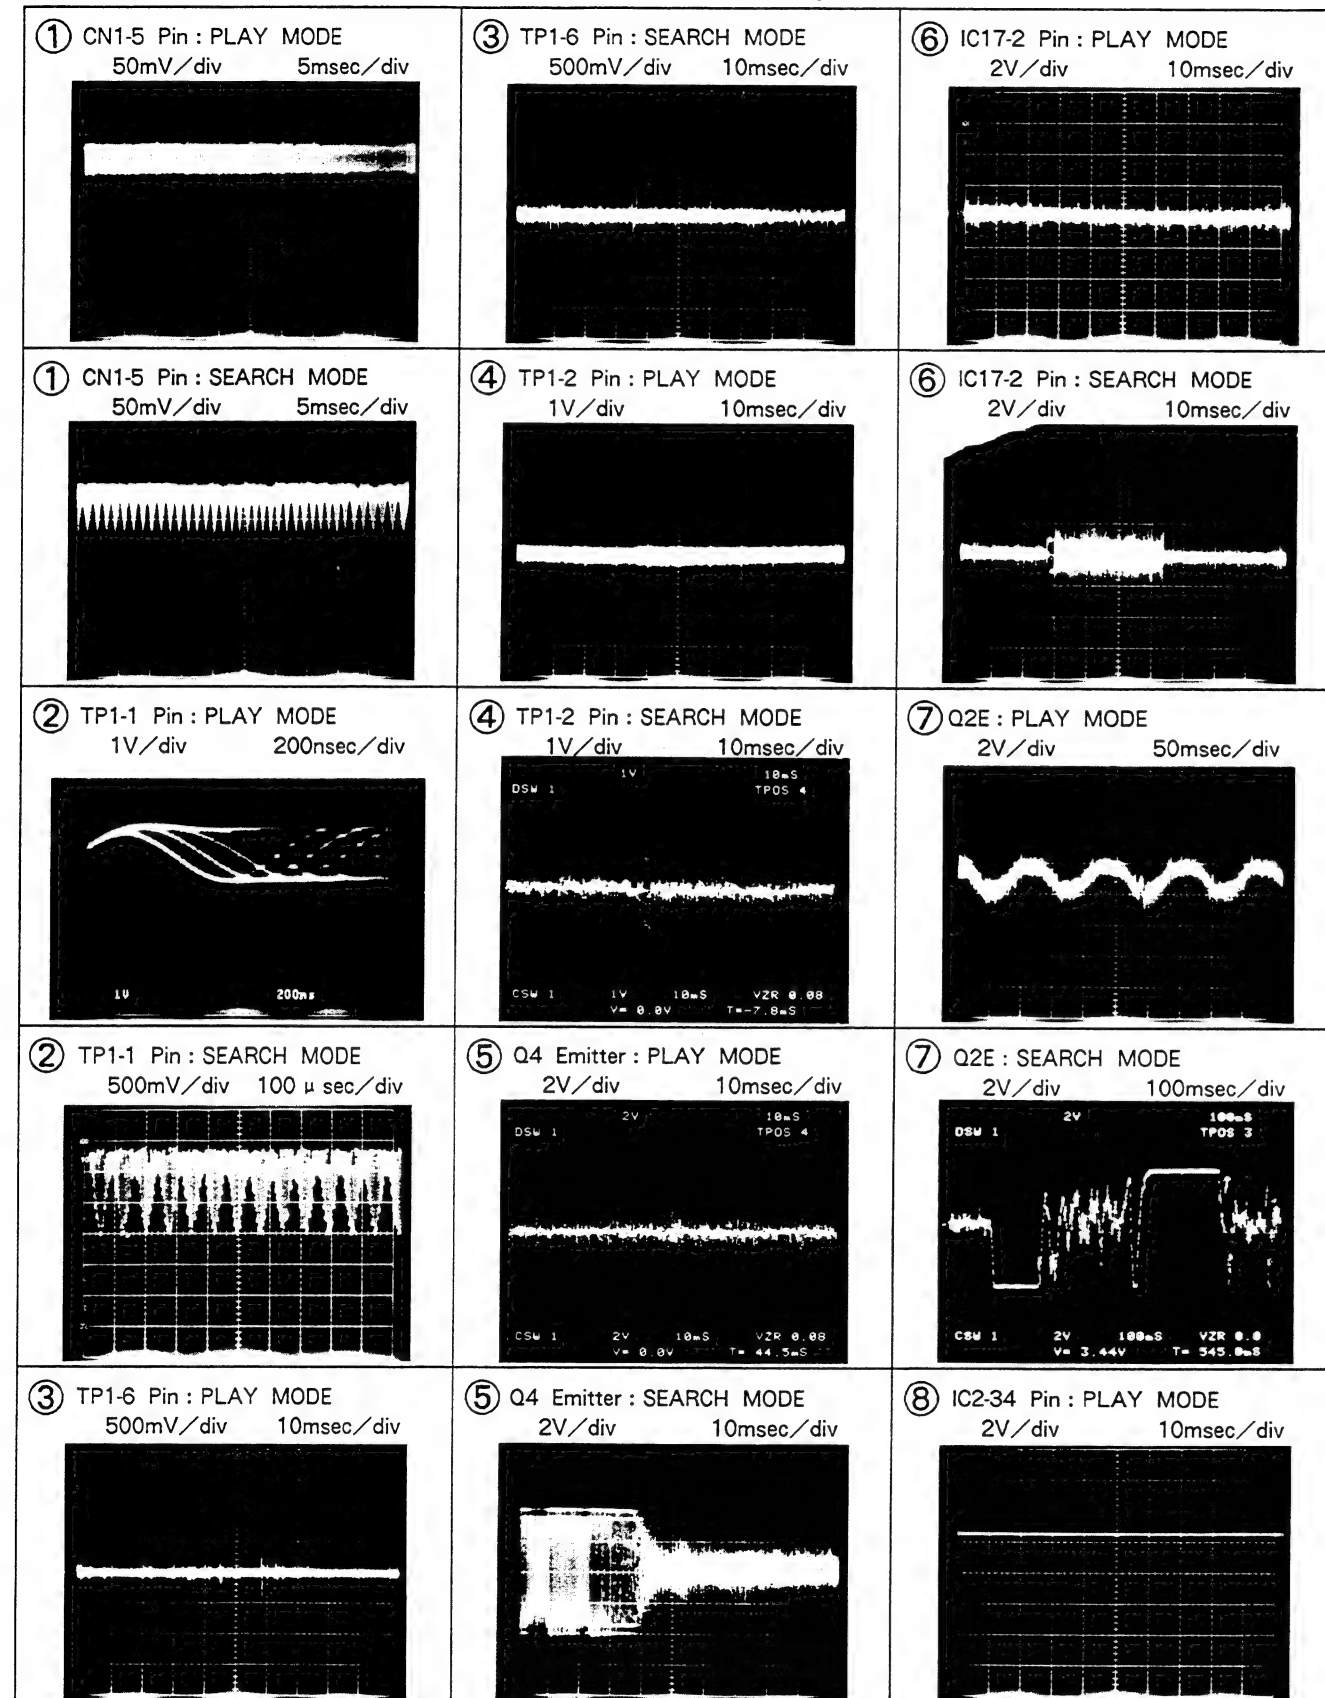 ① CN1-5 Pin : PLAY MODE
50mV/div 5msec/div
① CN1-5 Pin : SEARCH MODE
50mV/div 5msec/div
② TP1-1 Pin : PLAY MODE
1V/div 200nsec/div
1V 200ns
② TP1-1 Pin : SEARCH MODE
500mV/div 100 μ sec/div
③ TP1-6 Pin : PLAY MODE
500mV/div 10msec/div
③ TP1-6 Pin : SEARCH MODE
500mV/div 10msec/div
④ TP1-2 Pin : PLAY MODE
1V/div 10msec/div
④ TP1-2 Pin : SEARCH MODE
1V/div 10msec/div
1V 10mS
DSW 1 TPOS 4
CSW 1 1V 10mS VZR 0.08
V= 0.0V T=-7.8mS
⑤ Q4 Emitter : PLAY MODE
2V/div 10msec/div
2V 10mS
DSW 1 TPOS 4
CSW 1 2V 10mS VZR 0.08
V= 0.0V T= 44.5mS
⑤ Q4 Emitter : SEARCH MODE
2V/div 10msec/div
⑥ IC17-2 Pin : PLAY MODE
2V/div 10msec/div
⑥ IC17-2 Pin : SEARCH MODE
2V/div 10msec/div
⑦ Q2E : PLAY MODE
2V/div 50msec/div
⑦ Q2E : SEARCH MODE
2V/div 100msec/div
2V 100mS
DSW 1 TPOS 3
CSW 1 2V 100mS VZR 0.0
V= 3.44V T= 545.0mS
⑧ IC2-34 Pin : PLAY MODE
2V/div 10msec/div